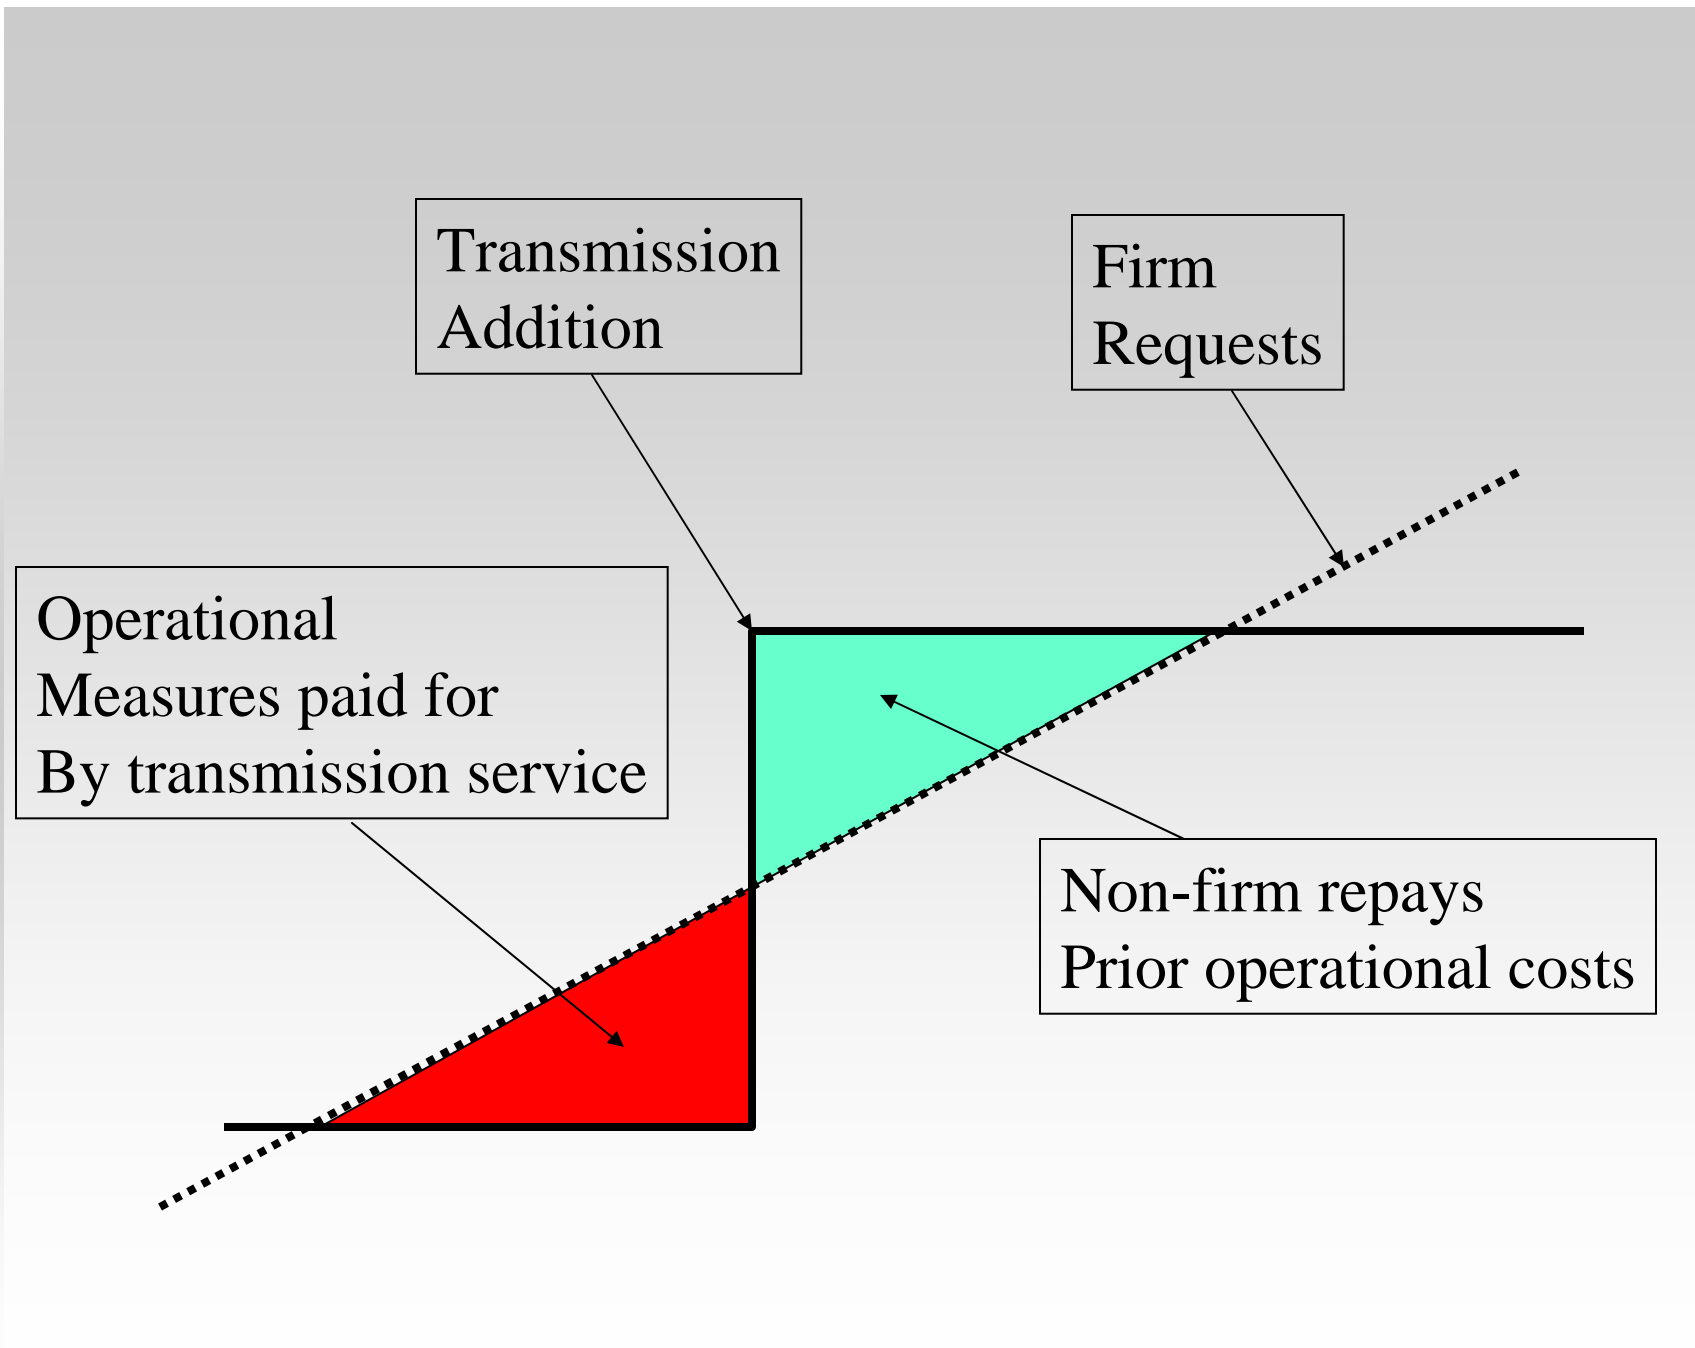 Transmission
Addition
Firm
Requests
Operational
Measures paid for
By transmission service
Non-firm repays
Prior operational costs